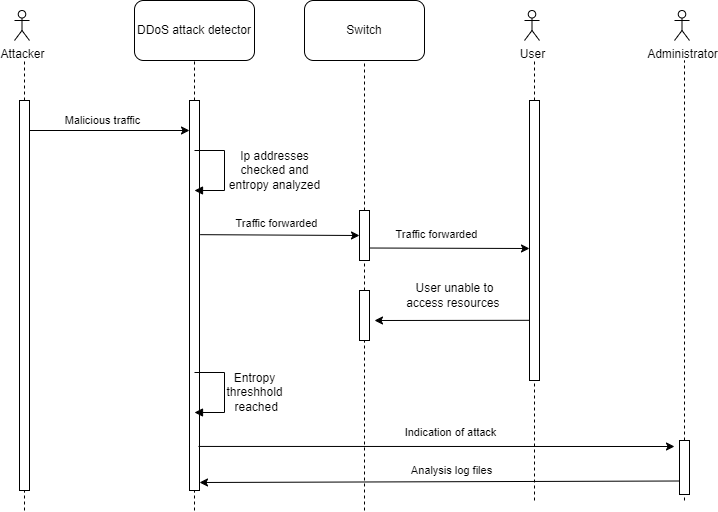 Attacker
DDoS attack detector
Switch
User
Administrator
Malicious traffic
Ip addresses
checked and
entropy analyzed
Traffic forwarded
Traffic forwarded
User unable to
access resources
Entropy
threshhold
reached
Indication of attack
Analysis log files